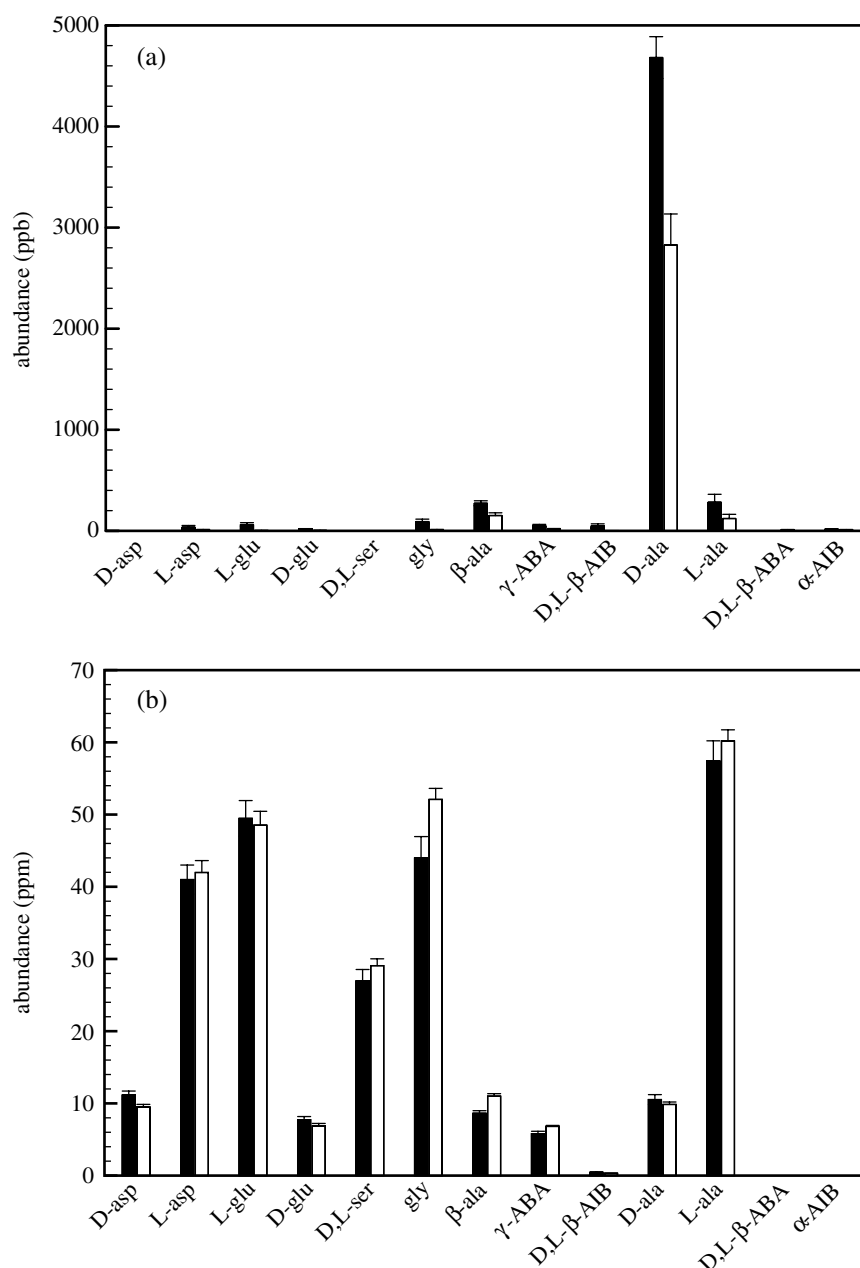 (a)
abundance (ppb)
5000
4000
3000
2000
1000
0
D-asp
L-asp
L-glu
D-glu
D,L-ser
gly
β-ala
γ-ABA
D,L-β-AIB
D-ala
L-ala
D,L-β-ABA
α-AIB
(b)
abundance (ppm)
70
60
50
40
30
20
10
0
D-asp
L-asp
L-glu
D-glu
D,L-ser
gly
β-ala
γ-ABA
D,L-β-AIB
D-ala
L-ala
D,L-β-ABA
α-AIB